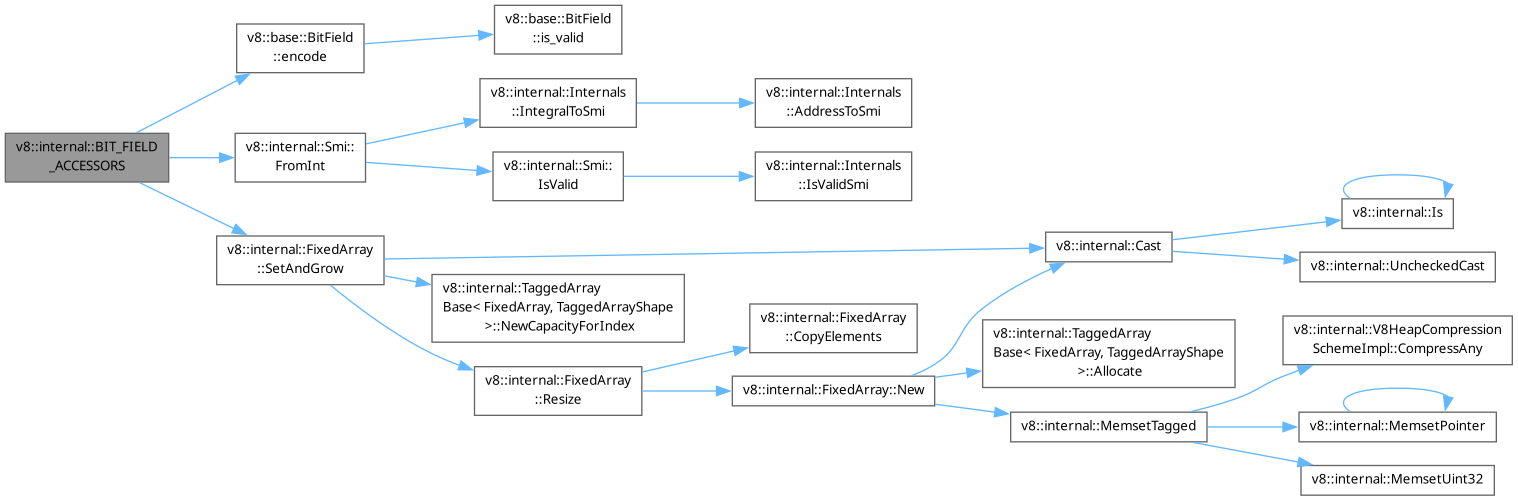 v8::internal::BIT_FIELD
_ACCESSORS
v8::base::BitField
::encode
v8::base::BitField
::is_valid
v8::internal::Smi::
FromInt
v8::internal::Internals
::IntegralToSmi
v8::internal::Internals
::AddressToSmi
v8::internal::Smi::
IsValid
v8::internal::Internals
::IsValidSmi
v8::internal::FixedArray
::SetAndGrow
v8::internal::Cast
v8::internal::Is
v8::internal::UncheckedCast
v8::internal::TaggedArray
Base< FixedArray, TaggedArrayShape
>::NewCapacityForIndex
v8::internal::FixedArray
::Resize
v8::internal::FixedArray
::CopyElements
v8::internal::FixedArray::New
v8::internal::TaggedArray
Base< FixedArray, TaggedArrayShape
>::Allocate
v8::internal::MemsetTagged
v8::internal::V8HeapCompression
SchemeImpl::CompressAny
v8::internal::MemsetPointer
v8::internal::MemsetUint32